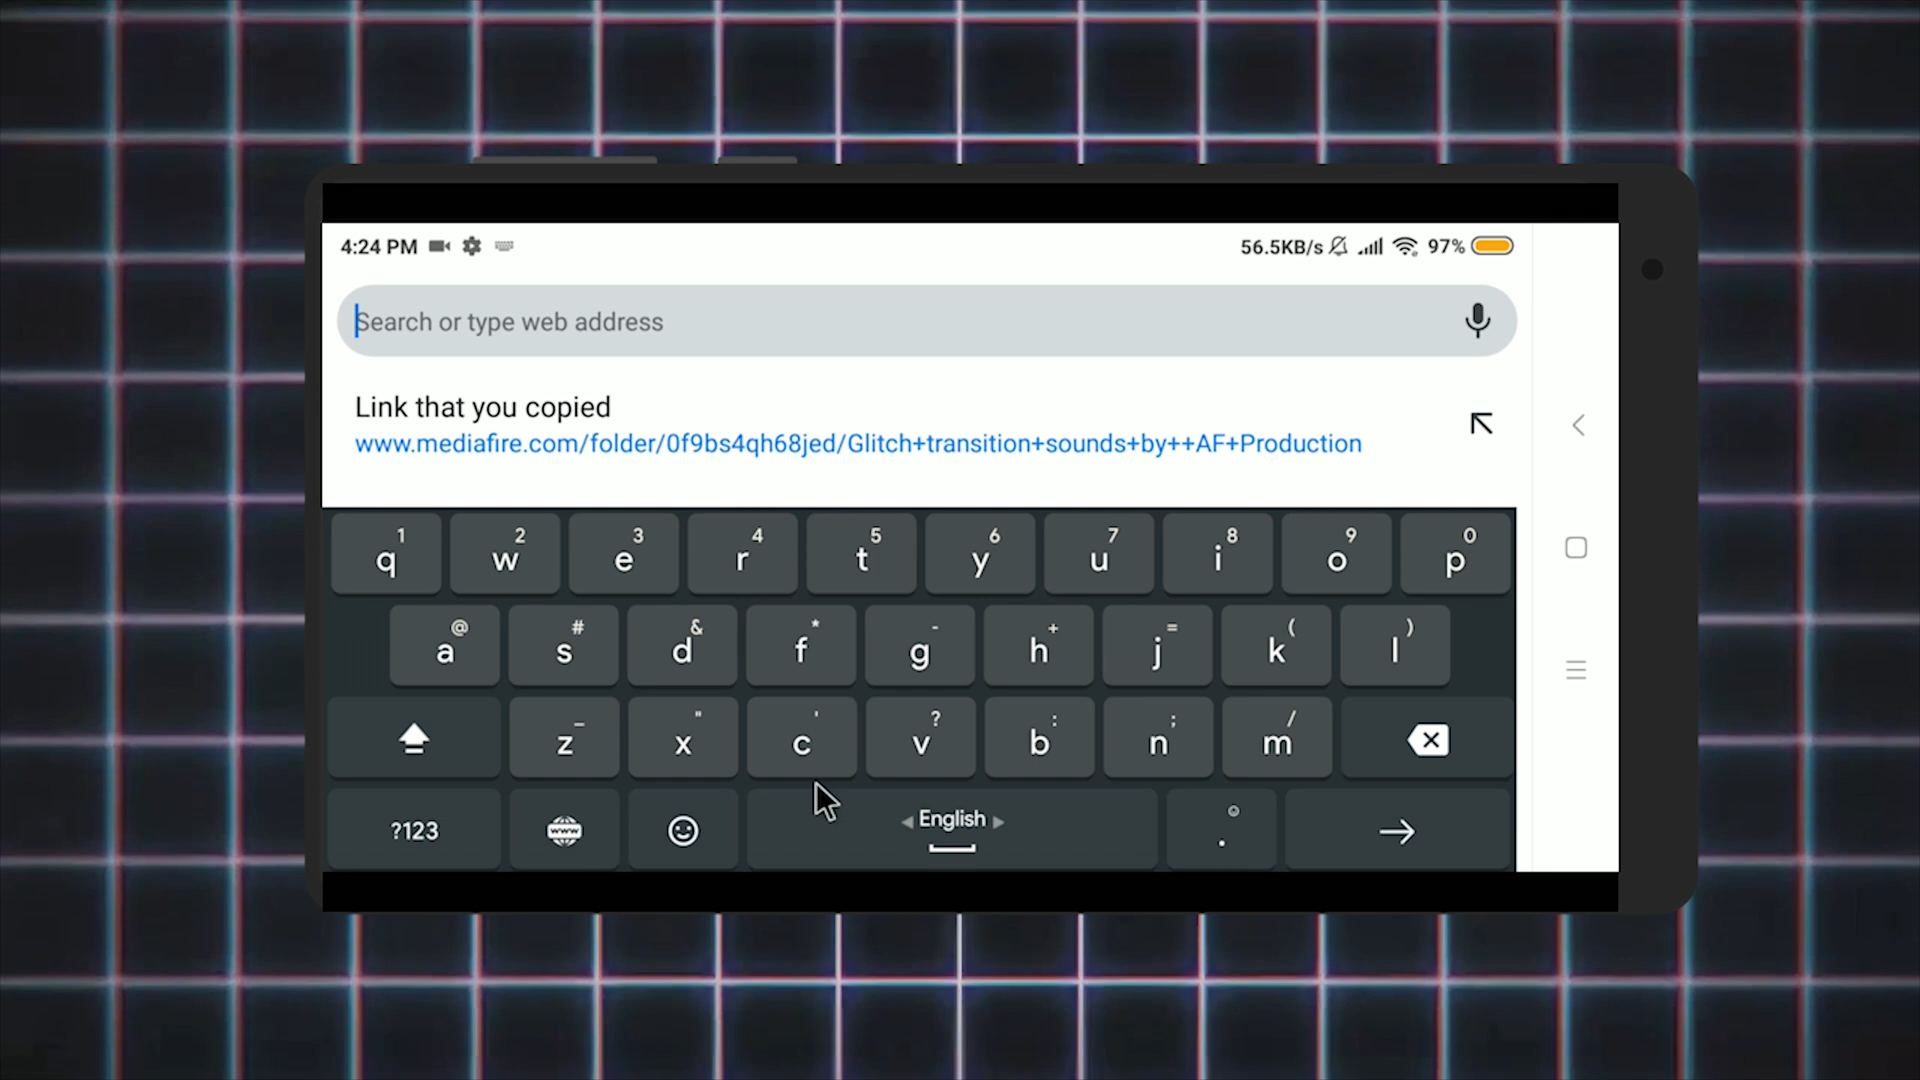 4:24 PM 56.5KB/s 97%
Search or type web address
Link that you copied
www.mediafire.com/folder/0f9bs4qh68jed/Glitch+transition+sounds+by++AF+Production
1 2 3 4 5 6 7 8 9 0
q w e r t y u i o p
@ # & * - + = ( )
a s d f g h j k l
_ " ' ? : ; /
z x c v b n m
?123 www English .